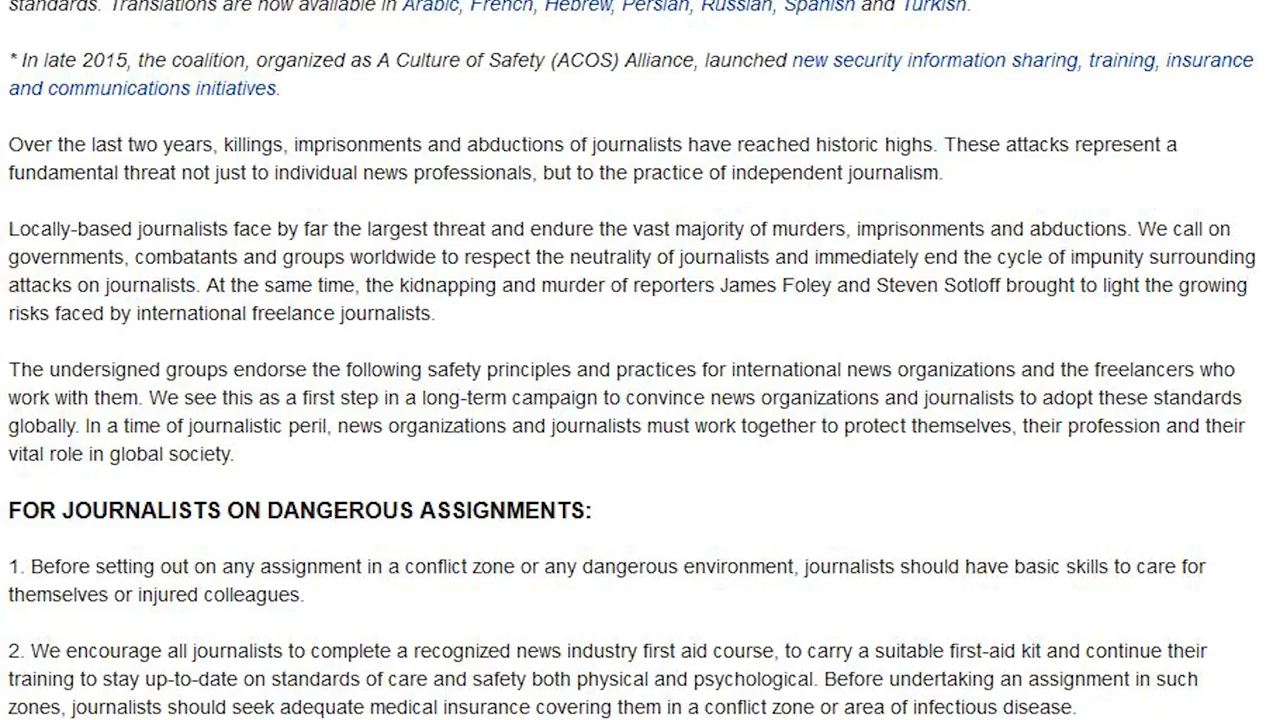 standards. Translations are now available in Arabic, French, Hebrew, Persian, Russian, Spanish and Turkish.
* In late 2015, the coalition, organized as A Culture of Safety (ACOS) Alliance, launched new security information sharing, training, insurance
and communications initiatives.
Over the last two years, killings, imprisonments and abductions of journalists have reached historic highs. These attacks represent a
fundamental threat not just to individual news professionals, but to the practice of independent journalism.
Locally-based journalists face by far the largest threat and endure the vast majority of murders, imprisonments and abductions. We call on
governments, combatants and groups worldwide to respect the neutrality of journalists and immediately end the cycle of impunity surrounding
attacks on journalists. At the same time, the kidnapping and murder of reporters James Foley and Steven Sotloff brought to light the growing
risks faced by international freelance journalists.
The undersigned groups endorse the following safety principles and practices for international news organizations and the freelancers who
work with them. We see this as a first step in a long-term campaign to convince news organizations and journalists to adopt these standards
globally. In a time of journalistic peril, news organizations and journalists must work together to protect themselves, their profession and their
vital role in global society.
FOR JOURNALISTS ON DANGEROUS ASSIGNMENTS:
1. Before setting out on any assignment in a conflict zone or any dangerous environment, journalists should have basic skills to care for
themselves or injured colleagues.
2. We encourage all journalists to complete a recognized news industry first aid course, to carry a suitable first-aid kit and continue their
training to stay up-to-date on standards of care and safety both physical and psychological. Before undertaking an assignment in such
zones, journalists should seek adequate medical insurance covering them in a conflict zone or area of infectious disease.